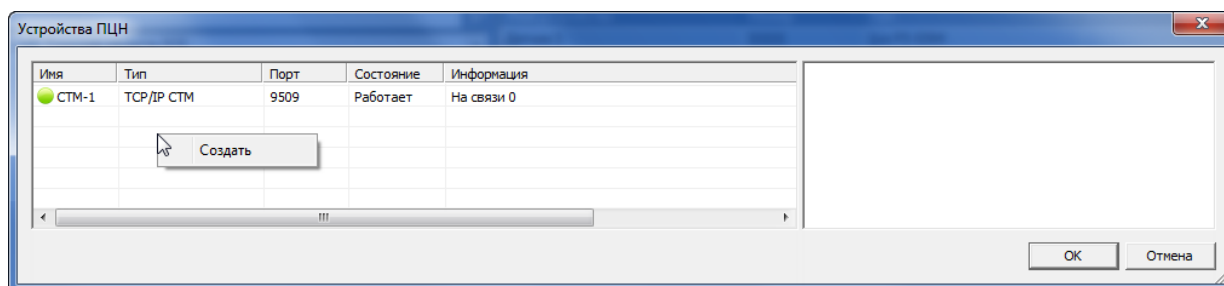 Устройства ПЦН
Имя Тип Порт Состояние Информация
СТМ-1 TCP/IP СТМ 9509 Работает На связи 0
Создать
OK Отмена